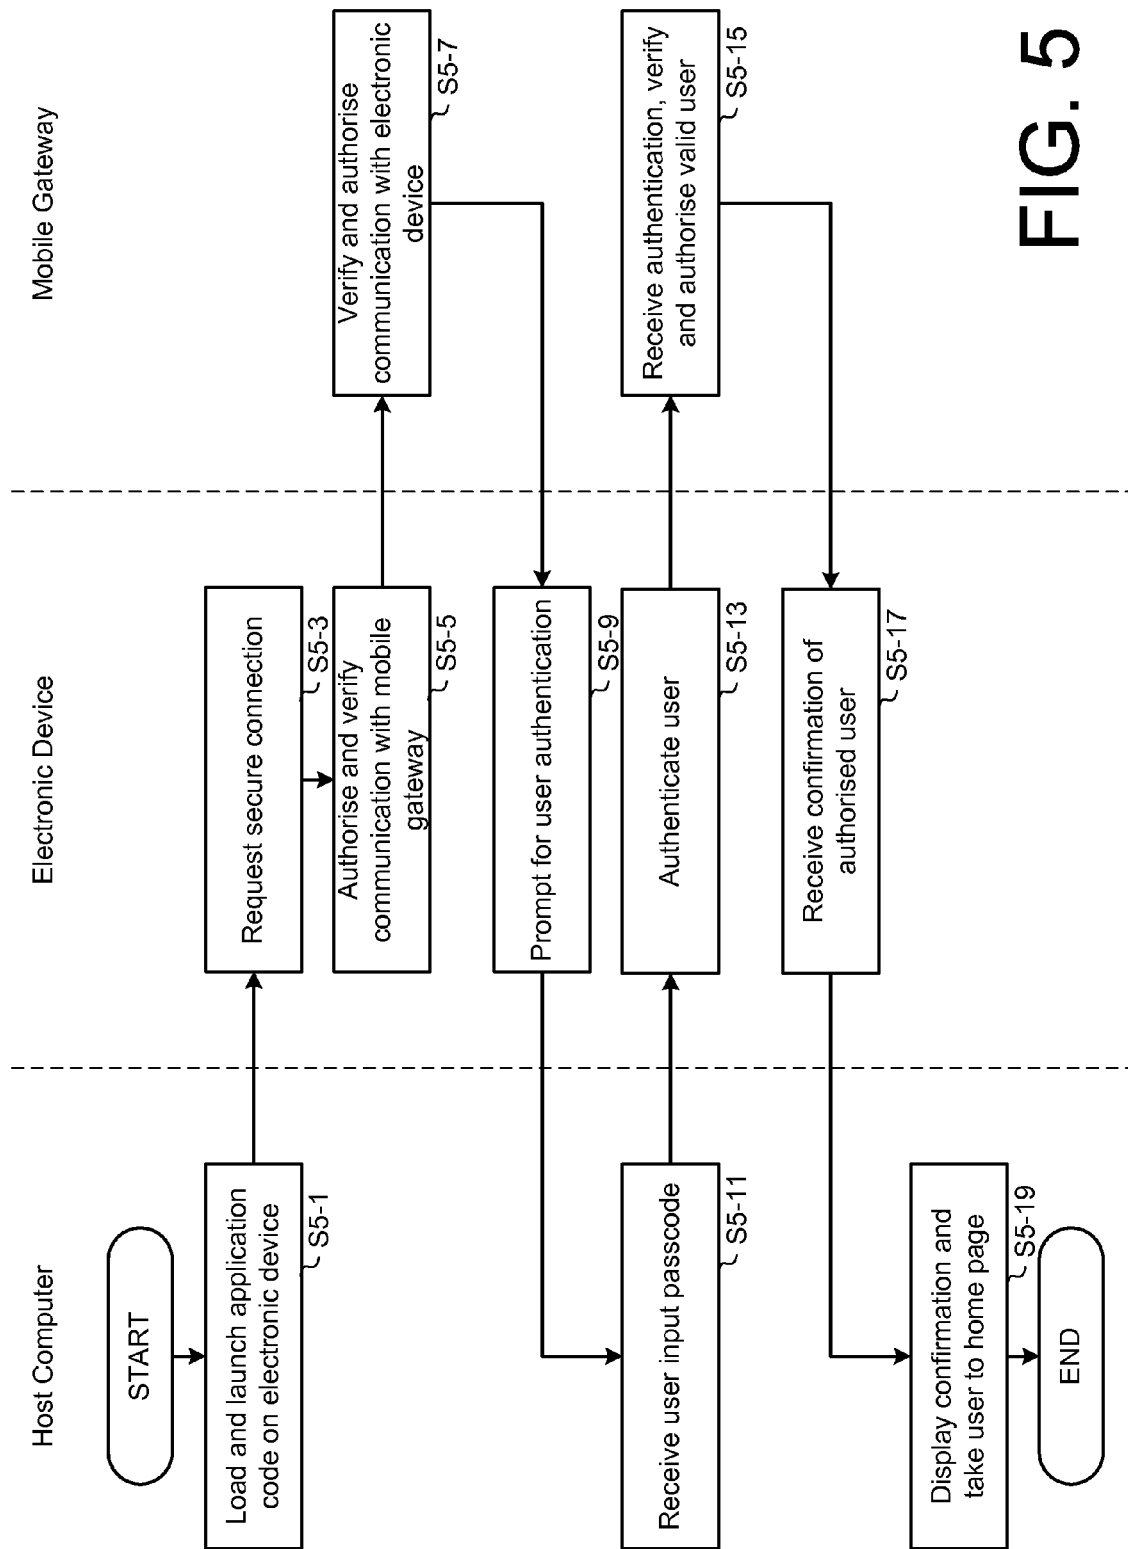 Host Computer
Electronic Device
Mobile Gateway
START
Load and launch application
code on electronic device
S5-1
Request secure connection
S5-3
Authorise and verify
communication with mobile
gateway
S5-5
Verify and authorise
communication with electronic
device
S5-7
Prompt for user authentication
S5-9
Receive user input passcode
S5-11
Authenticate user
S5-13
Receive authentication, verify
and authorise valid user
S5-15
Receive confirmation of
authorised user
S5-17
Display confirmation and
take user to home page
S5-19
END
FIG. 5